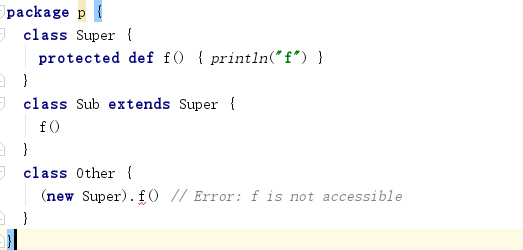 package p {
class Super {
protected def f() { println("f") }
}
class Sub extends Super {
f()
}
class Other {
(new Super).f() // Error: f is not accessible
}
}